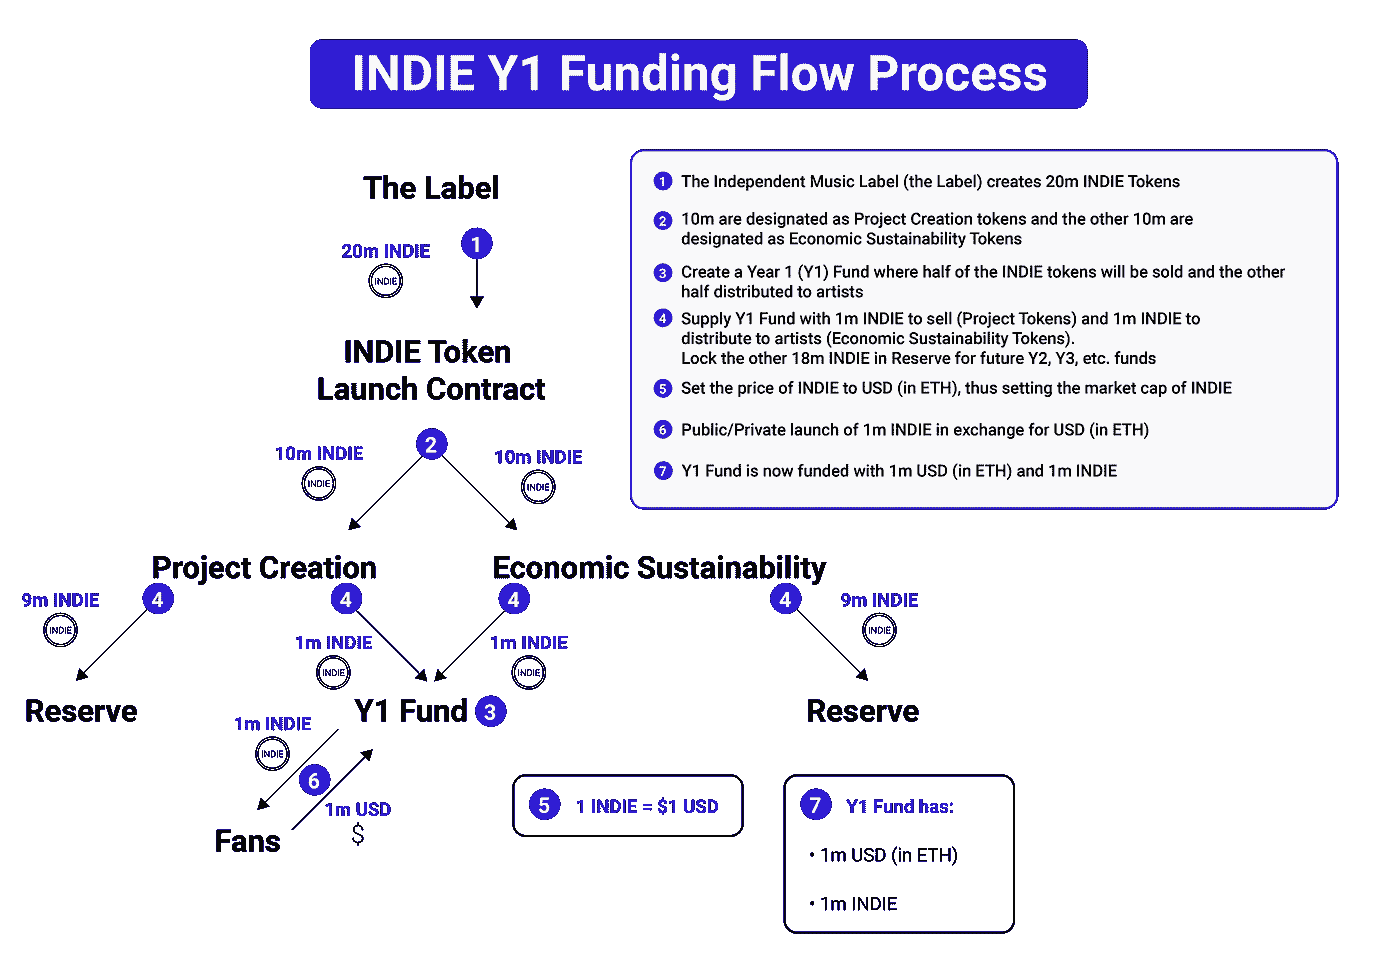 INDIE Y1 Funding Flow Process
The Label
20m INDIE
INDIE
1
INDIE Token
Launch Contract
10m INDIE
INDIE
2
10m INDIE
INDIE
Project Creation
Economic Sustainability
9m INDIE
INDIE
4
4
1m INDIE
INDIE
4
1m INDIE
INDIE
4
9m INDIE
INDIE
Reserve
Y1 Fund 3
Reserve
1m INDIE
INDIE
6
1m USD
$
Fans
1 The Independent Music Label (the Label) creates 20m INDIE Tokens
2 10m are designated as Project Creation tokens and the other 10m are
designated as Economic Sustainability Tokens
3 Create a Year 1 (Y1) Fund where half of the INDIE tokens will be sold and the other
half distributed to artists
4 Supply Y1 Fund with 1m INDIE to sell (Project Tokens) and 1m INDIE to
distribute to artists (Economic Sustainability Tokens).
Lock the other 18m INDIE in Reserve for future Y2, Y3, etc. funds
5 Set the price of INDIE to USD (in ETH), thus setting the market cap of INDIE
6 Public/Private launch of 1m INDIE in exchange for USD (in ETH)
7 Y1 Fund is now funded with 1m USD (in ETH) and 1m INDIE
5 1 INDIE = $1 USD
7 Y1 Fund has:
• 1m USD (in ETH)
• 1m INDIE